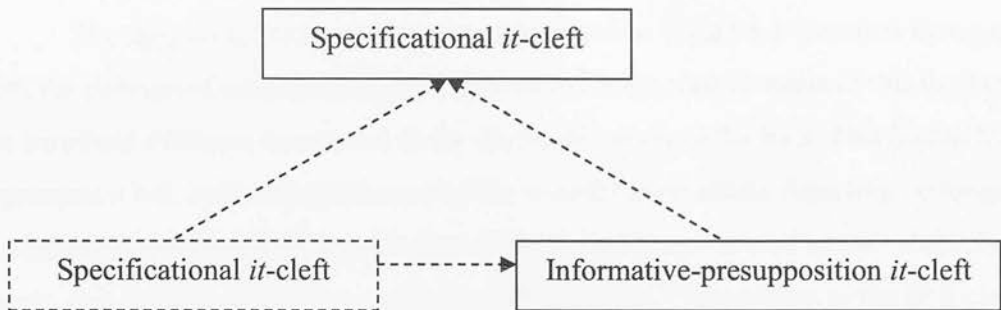 Specificational it-cleft
Specificational it-cleft
Informative-presupposition it-cleft